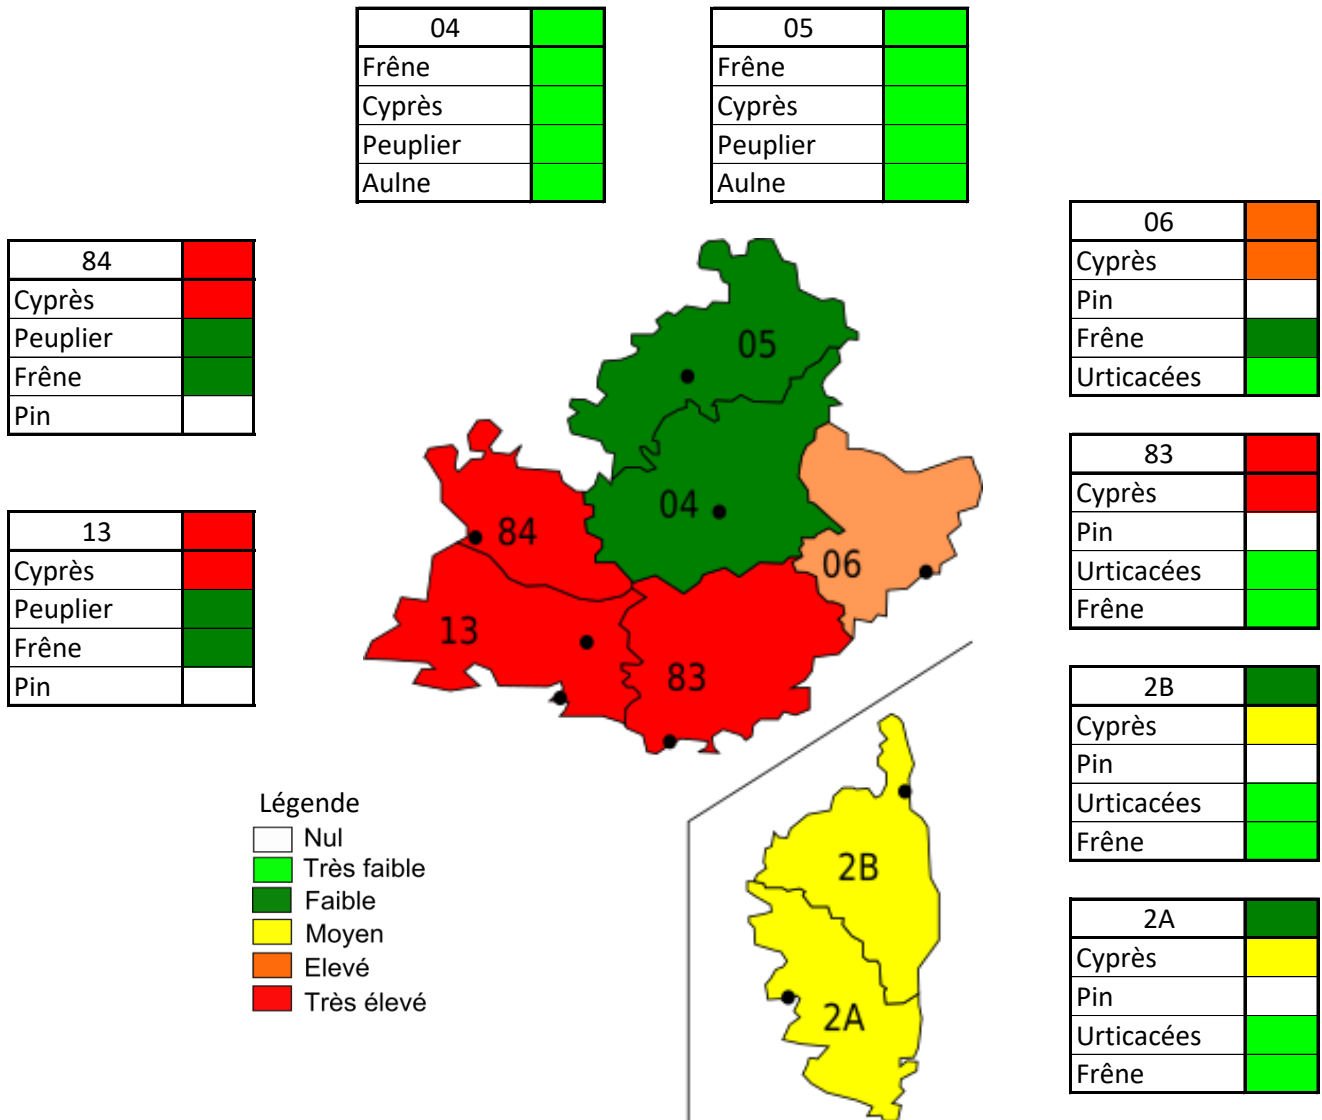 04
Frêne
Cyprès
Peuplier
Aulne
05
Frêne
Cyprès
Peuplier
Aulne
84
Cyprès
Peuplier
Frêne
Pin
13
Cyprès
Peuplier
Frêne
Pin
06
Cyprès
Pin
Frêne
Urticacées
83
Cyprès
Pin
Urticacées
Frêne
2B
Cyprès
Pin
Urticacées
Frêne
2A
Cyprès
Pin
Urticacées
Frêne
05
04
84
06
13
83
2B
2A
Légende
Nul
Très faible
Faible
Moyen
Elevé
Très élevé